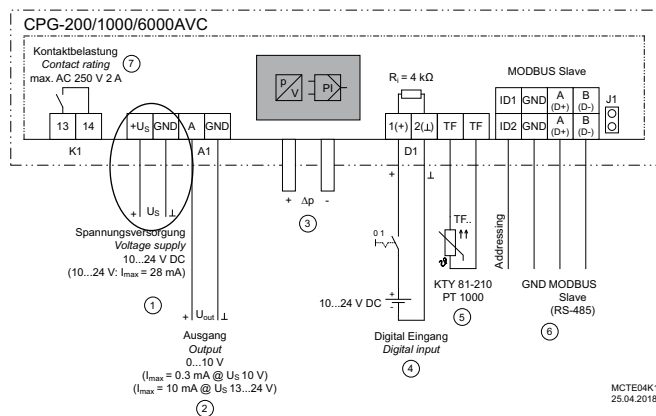 CPG-200/1000/6000AVC
Kontaktbelastung
Contact rating
max. AC 250 V 2 A
7
p
V
PI
Ri = 4 kΩ
MODBUS Slave
ID1 GND A (D+) B (D-) J1
13 14 +US GND A GND 1(+) 2(⊥) TF TF ID2 GND A (D+) B (D-)
K1 A1 D1
+ US ⊥
+ Δp -
3
+ ⊥
Spannungsversorgung
Voltage supply
10...24 V DC
(10...24 V: Imax = 28 mA)
1
+ Uout ⊥
Ausgang
Output
0...10 V
(Imax = 0.3 mA @ US 10 V)
(Imax = 10 mA @ US 13...24 V)
2
0 1
+
-
10...24 V DC
Digital Eingang
Digital input
4
TF..
ϑ
KTY 81-210
PT 1000
5
Addressing
GND MODBUS
Slave
(RS-485)
6
MCTE04K1
25.04.2018